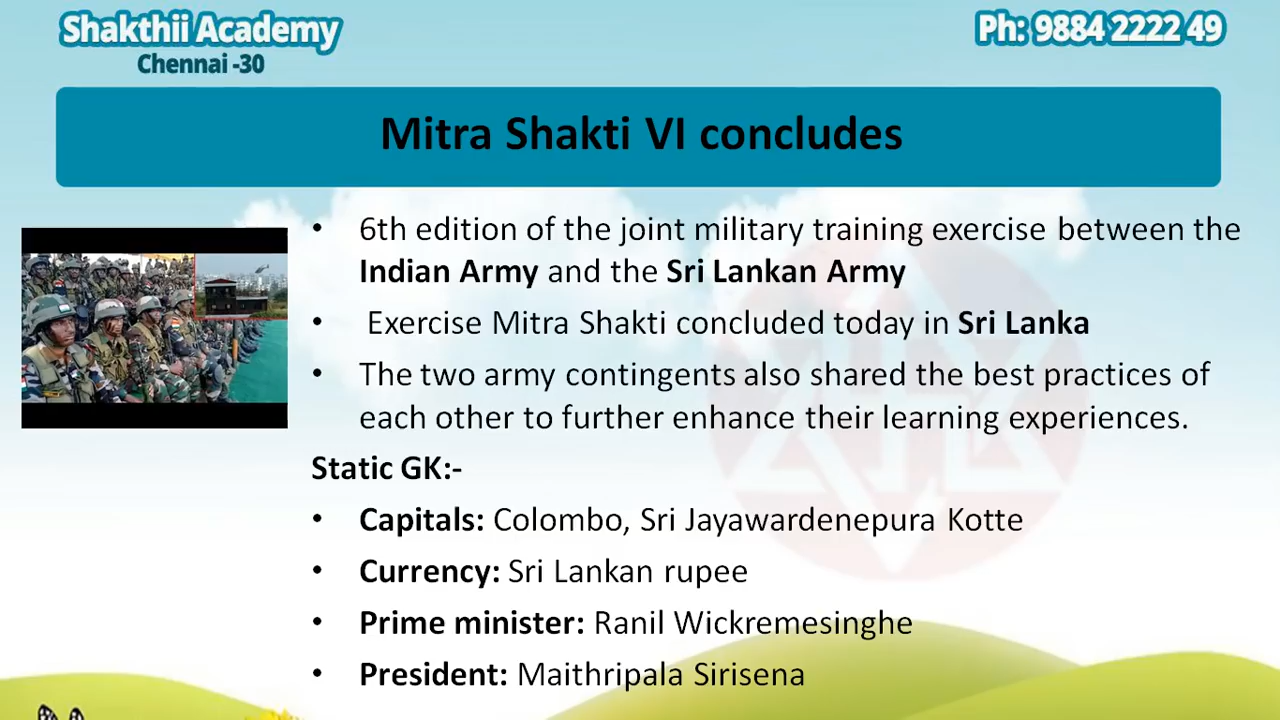 Shakthii Academy
Chennai -30
Ph: 9884 2222 49
Mitra Shakti VI concludes
• 6th edition of the joint military training exercise between the
Indian Army and the Sri Lankan Army
• Exercise Mitra Shakti concluded today in Sri Lanka
• The two army contingents also shared the best practices of
each other to further enhance their learning experiences.
Static GK:-
• Capitals: Colombo, Sri Jayawardenepura Kotte
• Currency: Sri Lankan rupee
• Prime minister: Ranil Wickremesinghe
• President: Maithripala Sirisena